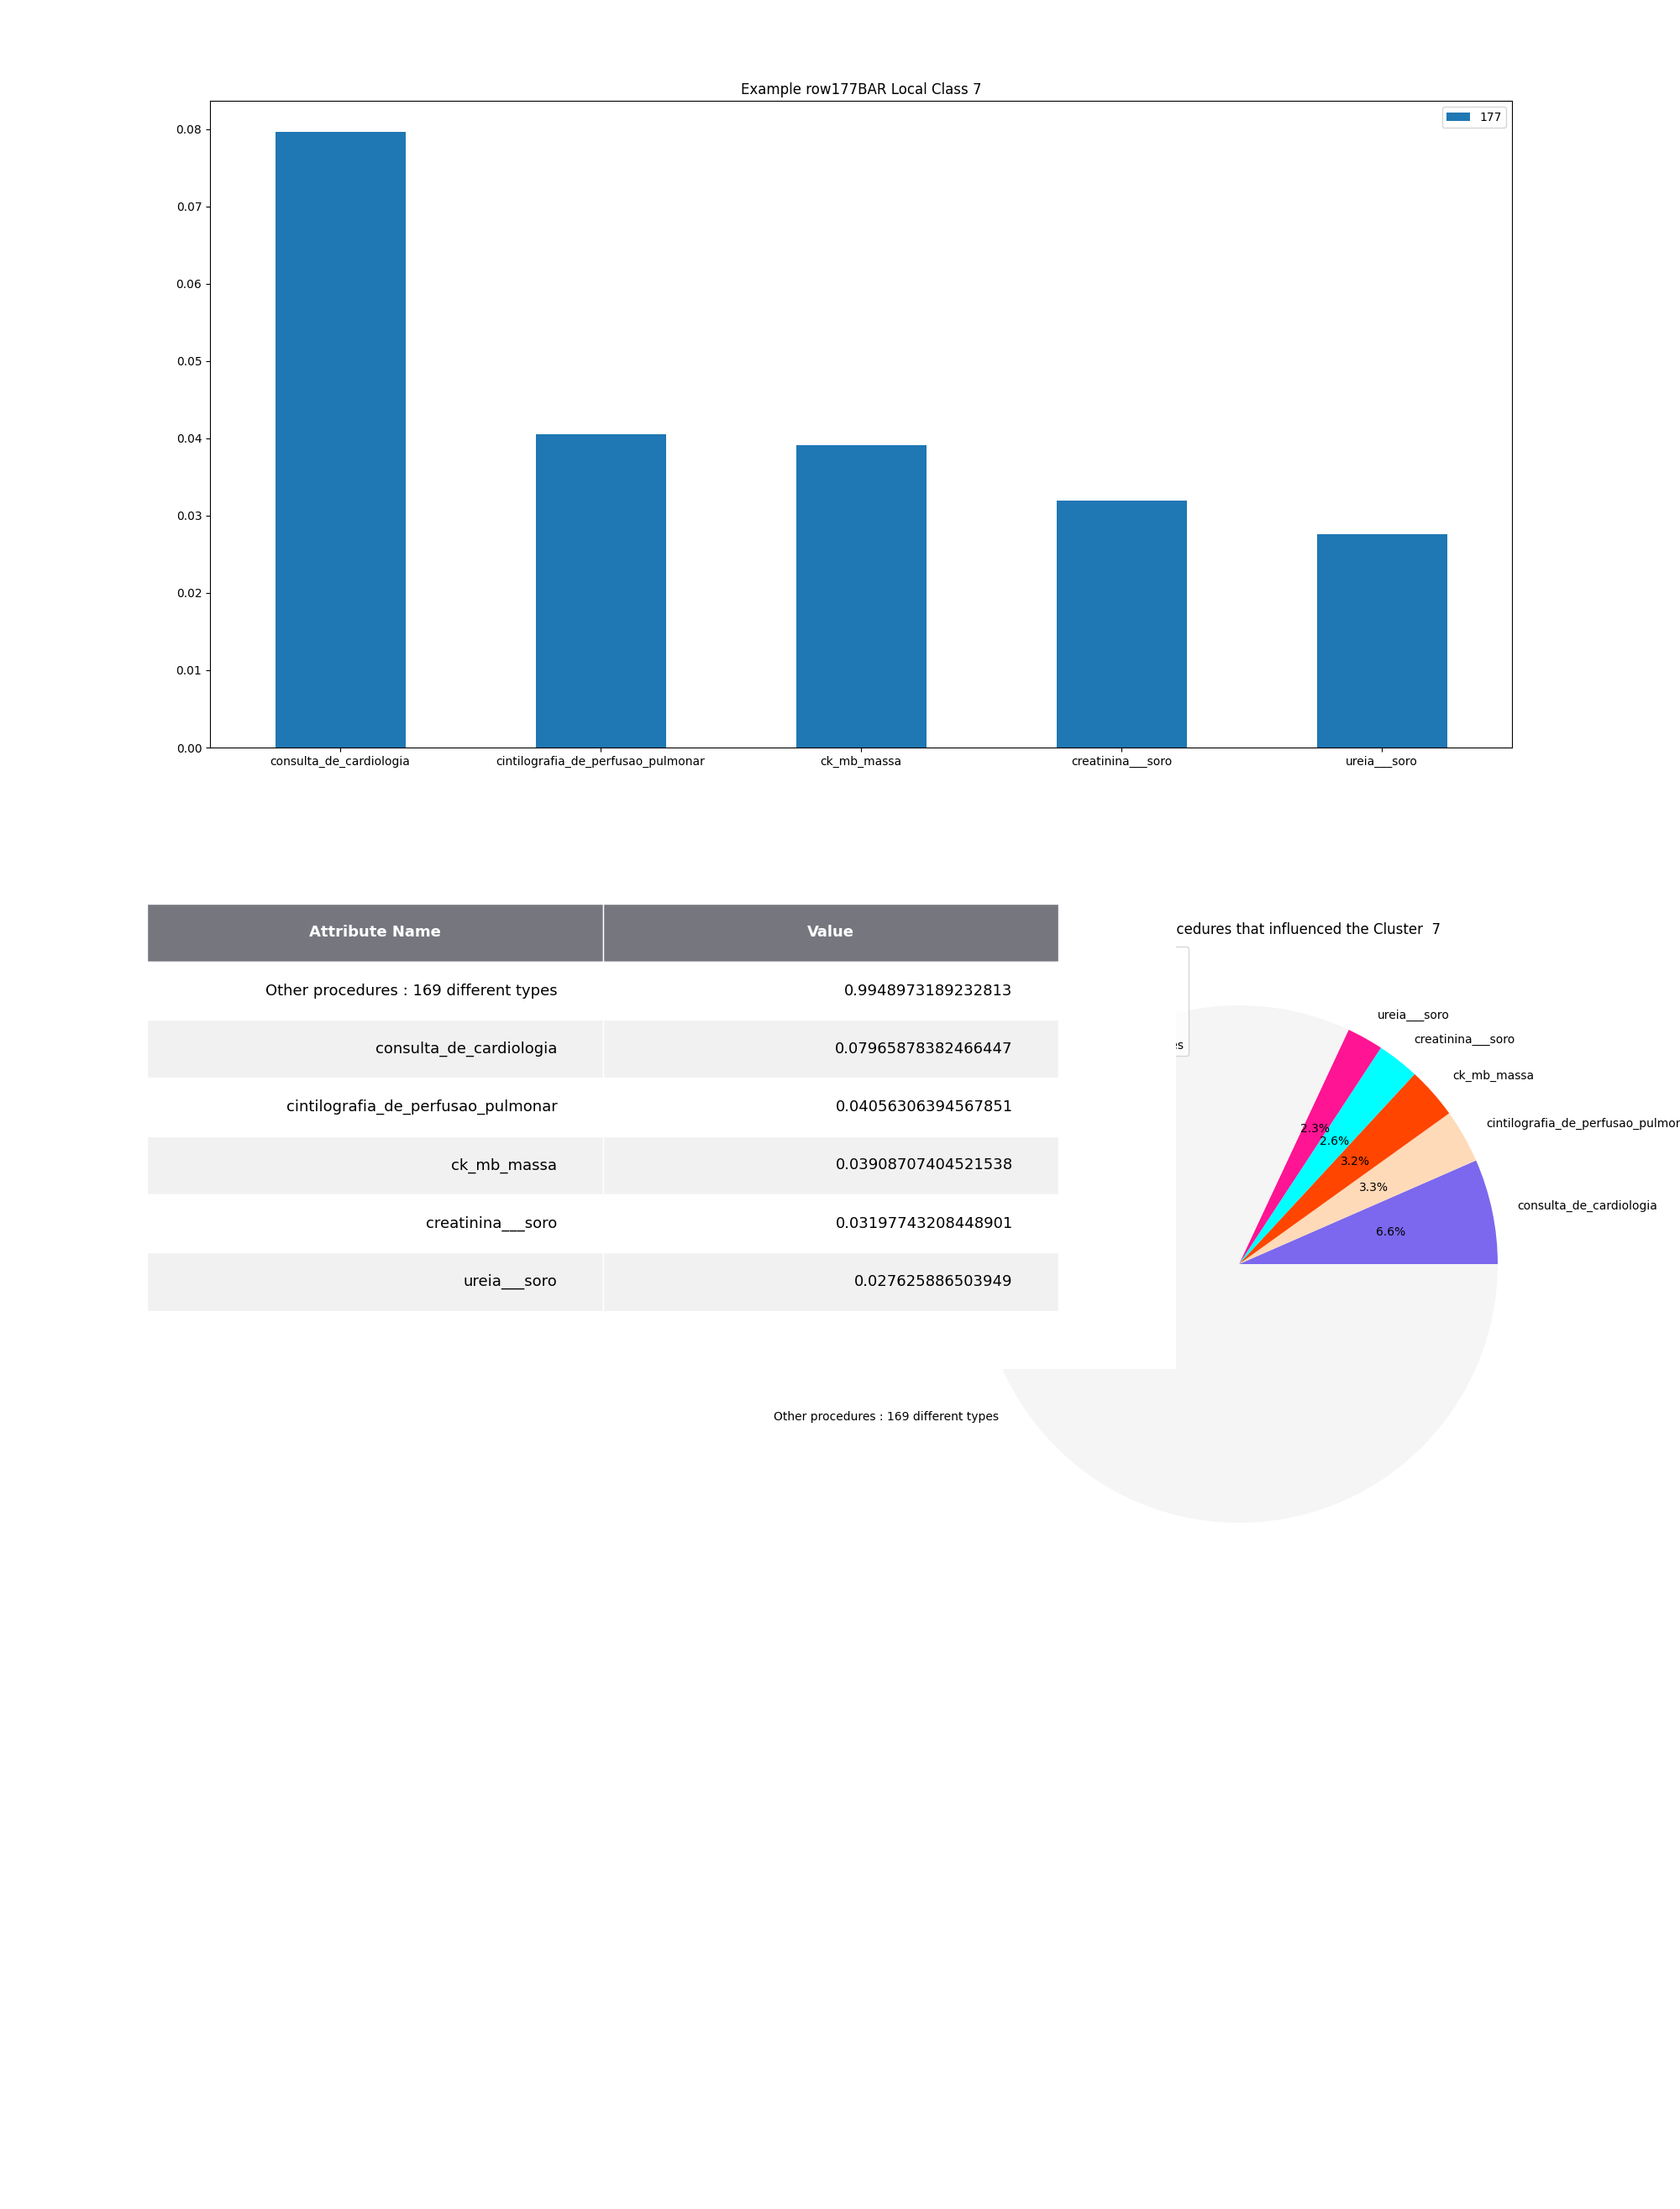 Example row177BAR Local Class 7
177
0.08
0.07
0.06
0.05
0.04
0.03
0.02
0.01
0.00
consulta_de_cardiologia
cintilografia_de_perfusao_pulmonar
ck_mb_massa
creatinina___soro
ureia___soro
Attribute Name Value
Other procedures : 169 different types 0.9948973189232813
consulta_de_cardiologia 0.07965878382466447
cintilografia_de_perfusao_pulmonar 0.04056306394567851
ck_mb_massa 0.03908707404521538
creatinina___soro 0.03197743208448901
ureia___soro 0.027625886503949
cedures that influenced the Cluster 7
ureia___soro
creatinina___soro
ck_mb_massa
cintilografia_de_perfusao_pulmo
consulta_de_cardiologia
2.3%
2.6%
3.2%
3.3%
6.6%
Other procedures : 169 different types